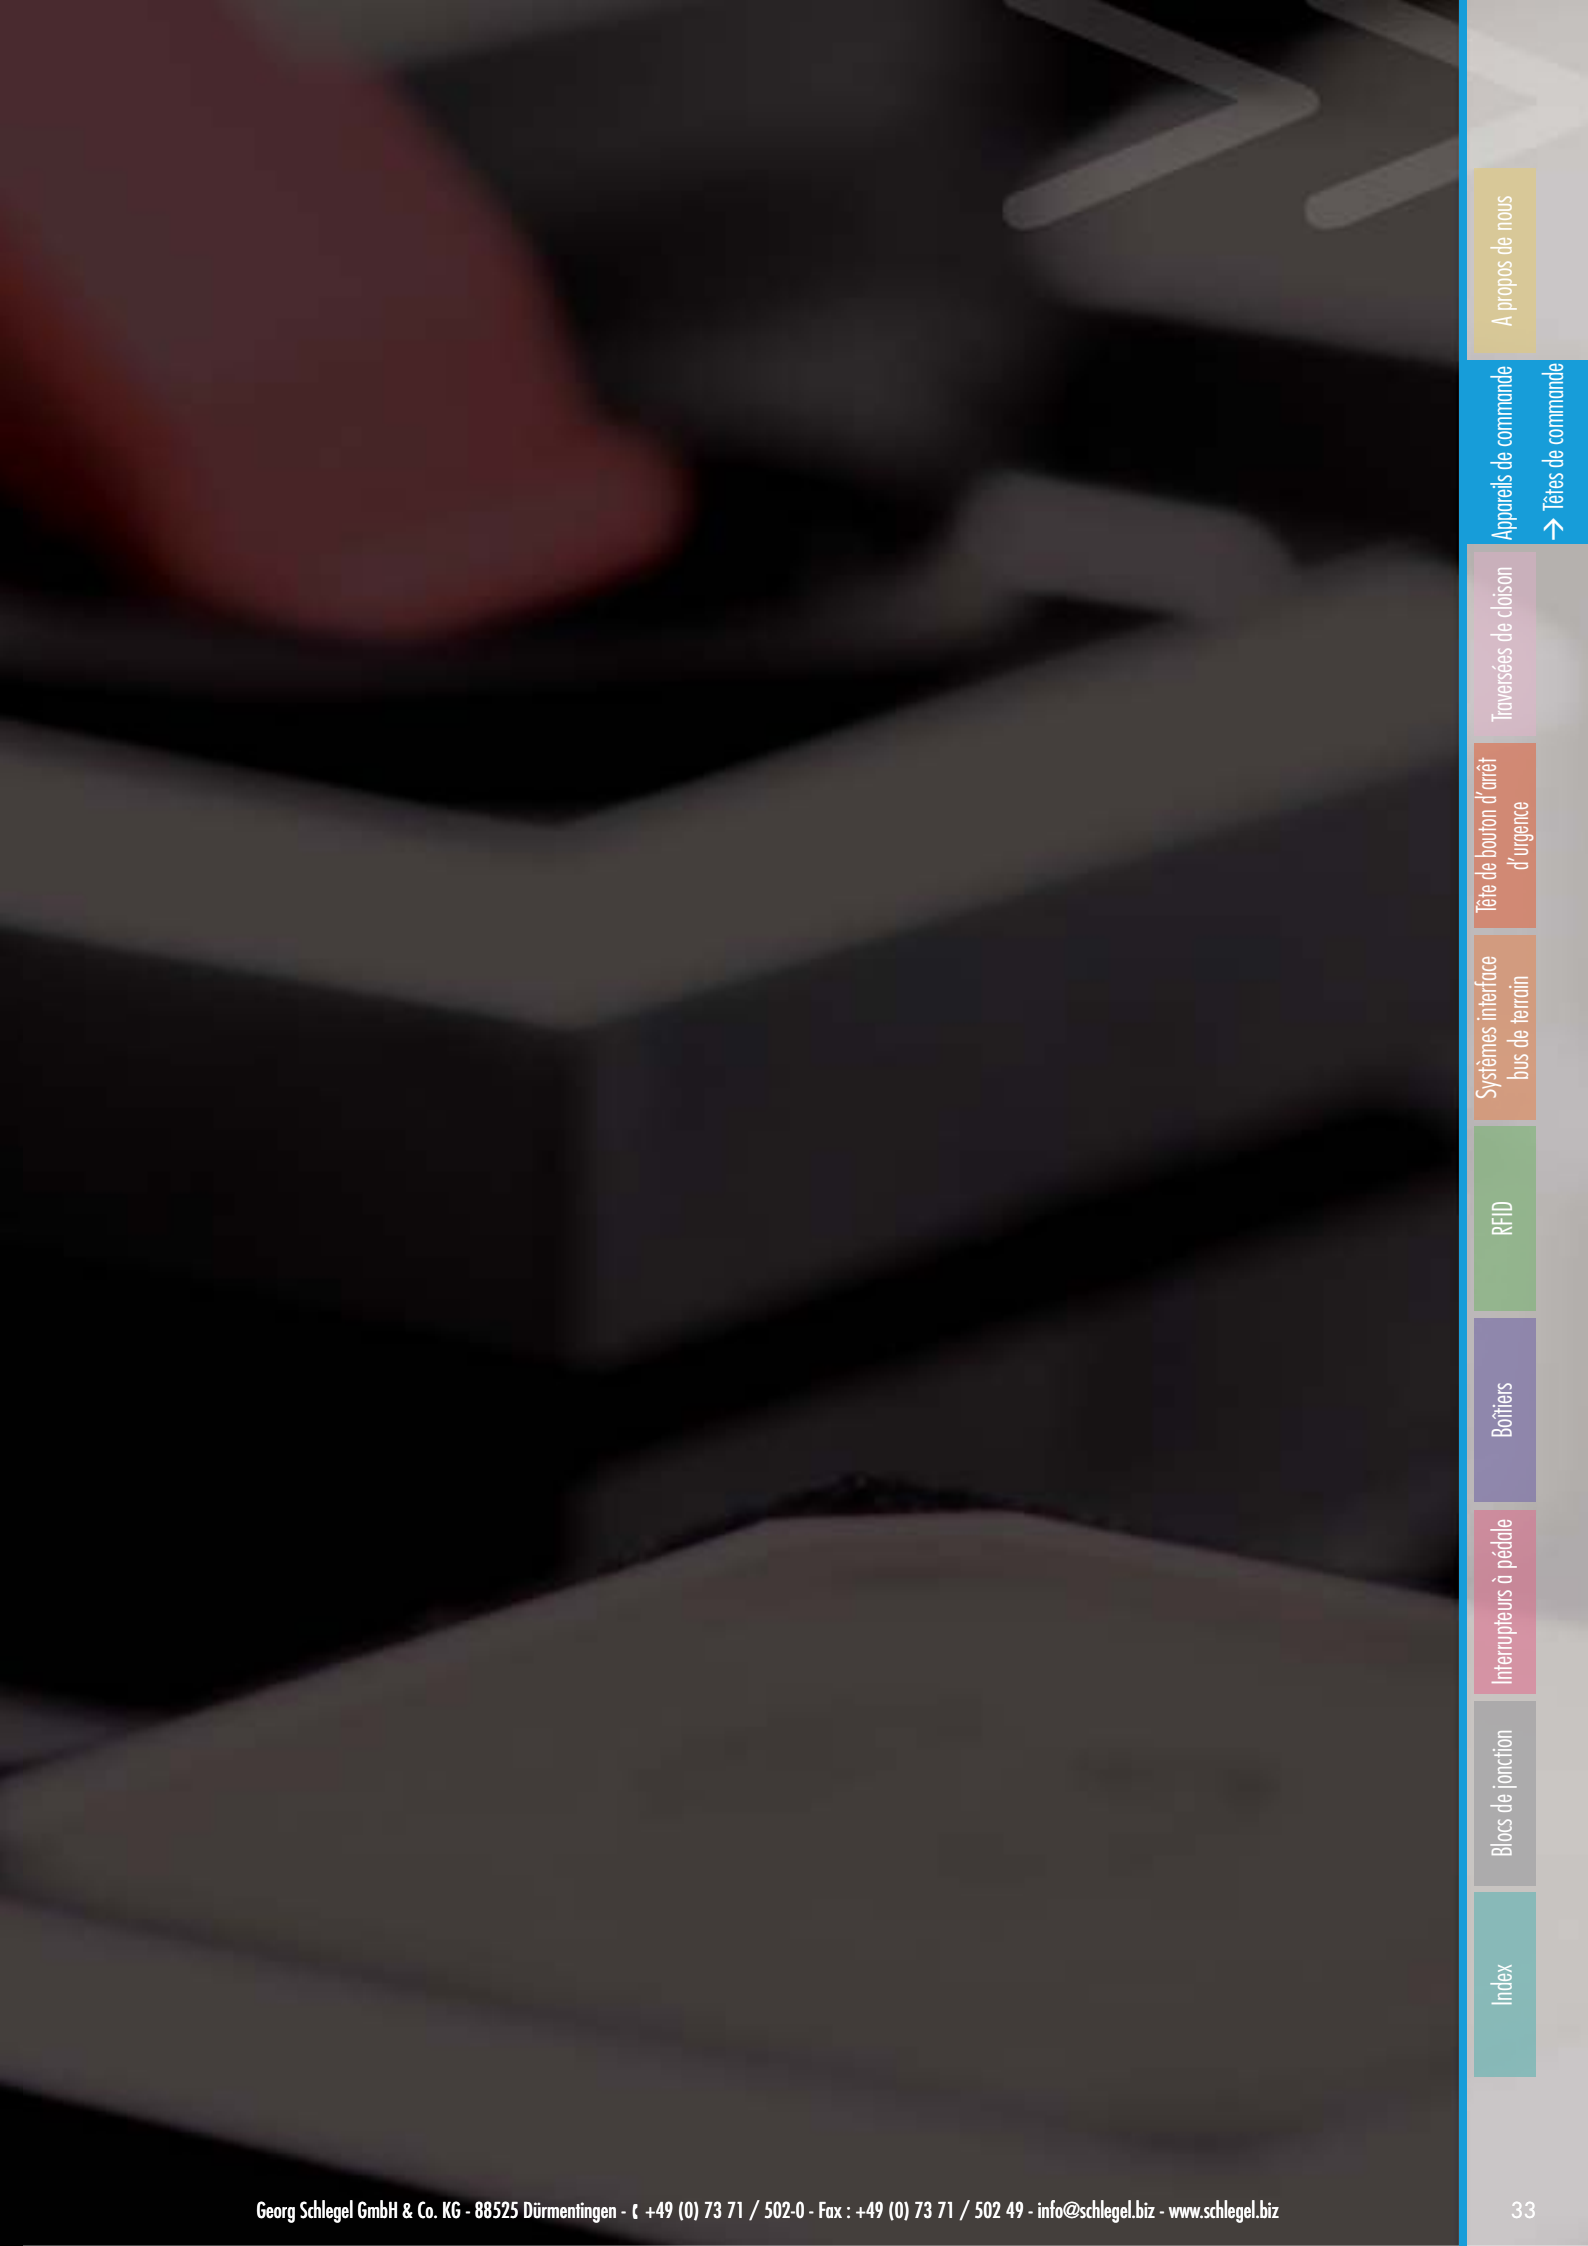 A propos de nous
Appareils de commande
→ Têtes de commande
Traversées de cloison
Tête de bouton d'arrêt
d'urgence
Systèmes interface
bus de terrain
RFID
Boîtiers
Interrupteurs à pédale
Blocs de jonction
Index
Georg Schlegel GmbH & Co. KG - 88525 Dürmentingen - ✆ +49 (0) 73 71 / 502-0 - Fax : +49 (0) 73 71 / 502 49 - info@schlegel.biz - www.schlegel.biz
33